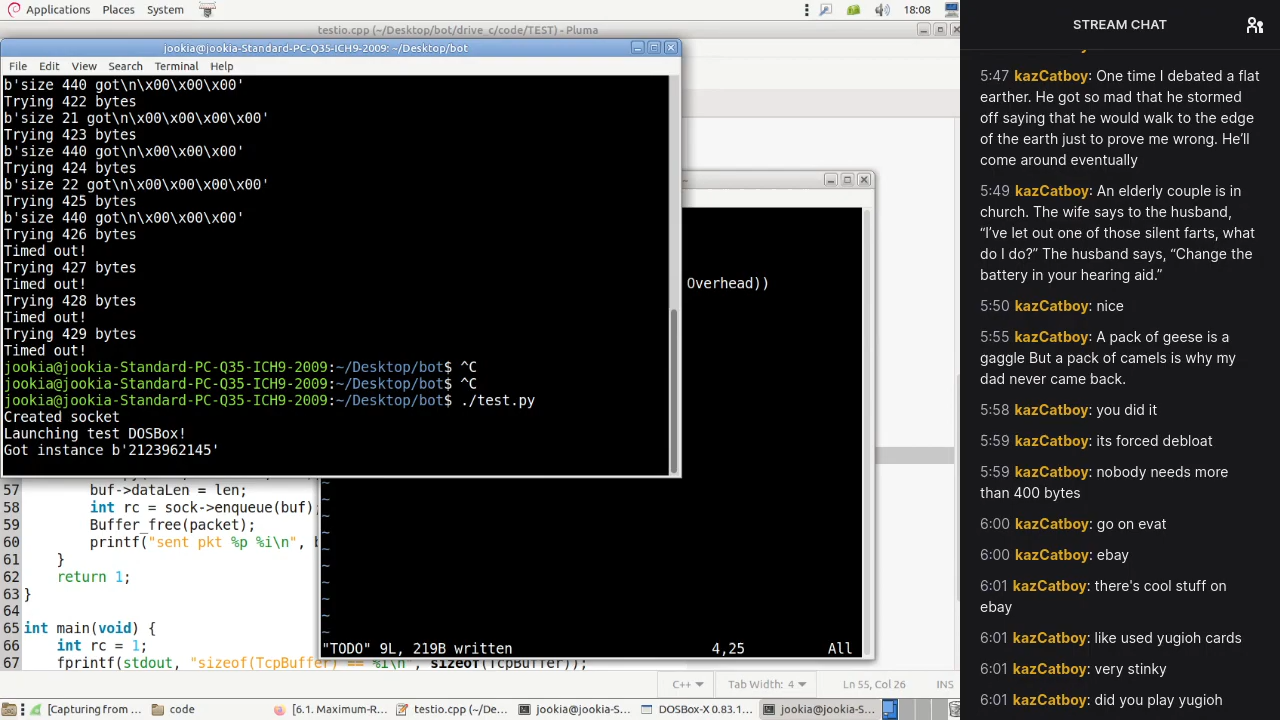 Applications Places System 18:08
testio.cpp (~/Desktop/bot/drive_c/code/TEST) - Pluma
jookia@jookia-Standard-PC-Q35-ICH9-2009: ~/Desktop/bot
File Edit View Search Terminal Help
b'size 440 got\n\x00\x00\x00'
Trying 422 bytes
b'size 21 got\n\x00\x00\x00\x00'
Trying 423 bytes
b'size 440 got\n\x00\x00\x00'
Trying 424 bytes
b'size 22 got\n\x00\x00\x00\x00'
Trying 425 bytes
b'size 440 got\n\x00\x00\x00'
Trying 426 bytes
Timed out!
Trying 427 bytes
Timed out!
Trying 428 bytes
Timed out!
Trying 429 bytes
Timed out!
jookia@jookia-Standard-PC-Q35-ICH9-2009:~/Desktop/bot$ ^C
jookia@jookia-Standard-PC-Q35-ICH9-2009:~/Desktop/bot$ ^C
jookia@jookia-Standard-PC-Q35-ICH9-2009:~/Desktop/bot$ ./test.py
Created socket
Launching test DOSBox!
Got instance b'2123962145'
Overhead))
57 buf->dataLen = len;
58 int rc = sock->enqueue(buf);
59 Buffer_free(packet);
60 printf("sent pkt %p %i\n", b
61 }
62 return 1;
63 }
64
65 int main(void) {
66 int rc = 1;
67 fprintf(stdout, "sizeof(TcpBuffer) == %i\n", sizeof(TcpBuffer));
~
~
~
~
~
~
~
~
~
~
"TODO" 9L, 219B written 4,25 All
C++ Tab Width: 4 Ln 55, Col 26 INS
[Capturing from ... code [6.1. Maximum-R... testio.cpp (~/De... jookia@jookia-S... DOSBox-X 0.83.1... jookia@jookia-S...
STREAM CHAT
5:47 kazCatboy: One time I debated a flat
earther. He got so mad that he stormed
off saying that he would walk to the edge
of the earth just to prove me wrong. He'll
come around eventually
5:49 kazCatboy: An elderly couple is in
church. The wife says to the husband,
“I've let out one of those silent farts, what
do I do?” The husband says, “Change the
battery in your hearing aid.”
5:50 kazCatboy: nice
5:55 kazCatboy: A pack of geese is a
gaggle But a pack of camels is why my
dad never came back.
5:58 kazCatboy: you did it
5:59 kazCatboy: its forced debloat
5:59 kazCatboy: nobody needs more
than 400 bytes
6:00 kazCatboy: go on evat
6:00 kazCatboy: ebay
6:01 kazCatboy: there's cool stuff on
ebay
6:01 kazCatboy: like used yugioh cards
6:01 kazCatboy: very stinky
6:01 kazCatboy: did you play yugioh